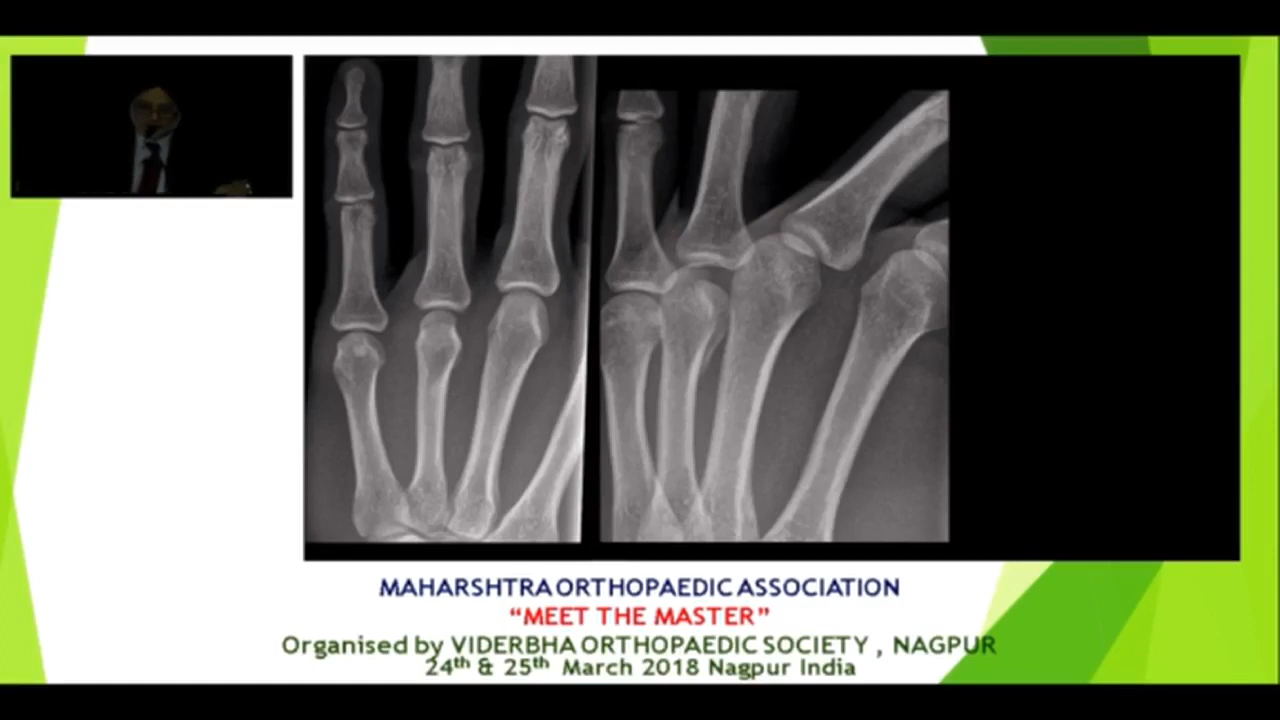 MAHARSHTRA ORTHOPAEDIC ASSOCIATION
“MEET THE MASTER”
Organised by VIDERBHA ORTHOPAEDIC SOCIETY , NAGPUR
24th & 25th March 2018 Nagpur India